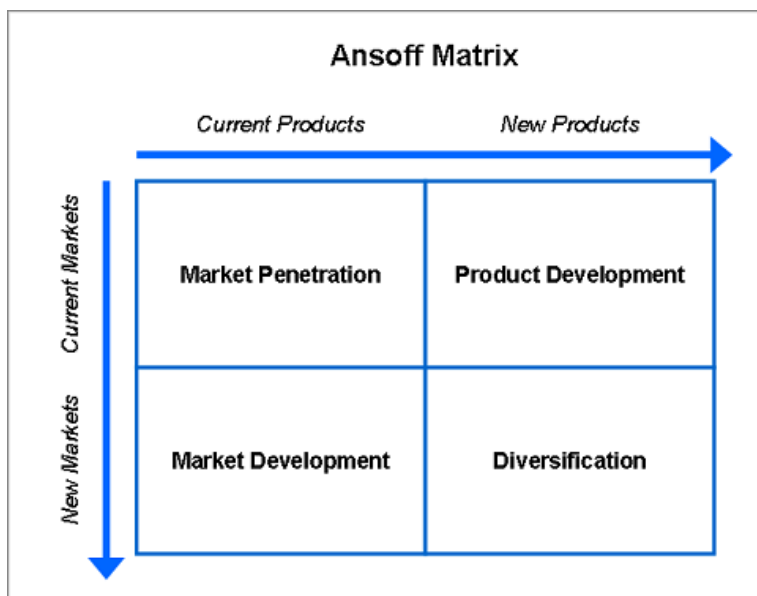 Ansoff Matrix
Current Products
New Products
Current Markets
Market Penetration
Product Development
New Markets
Market Development
Diversification